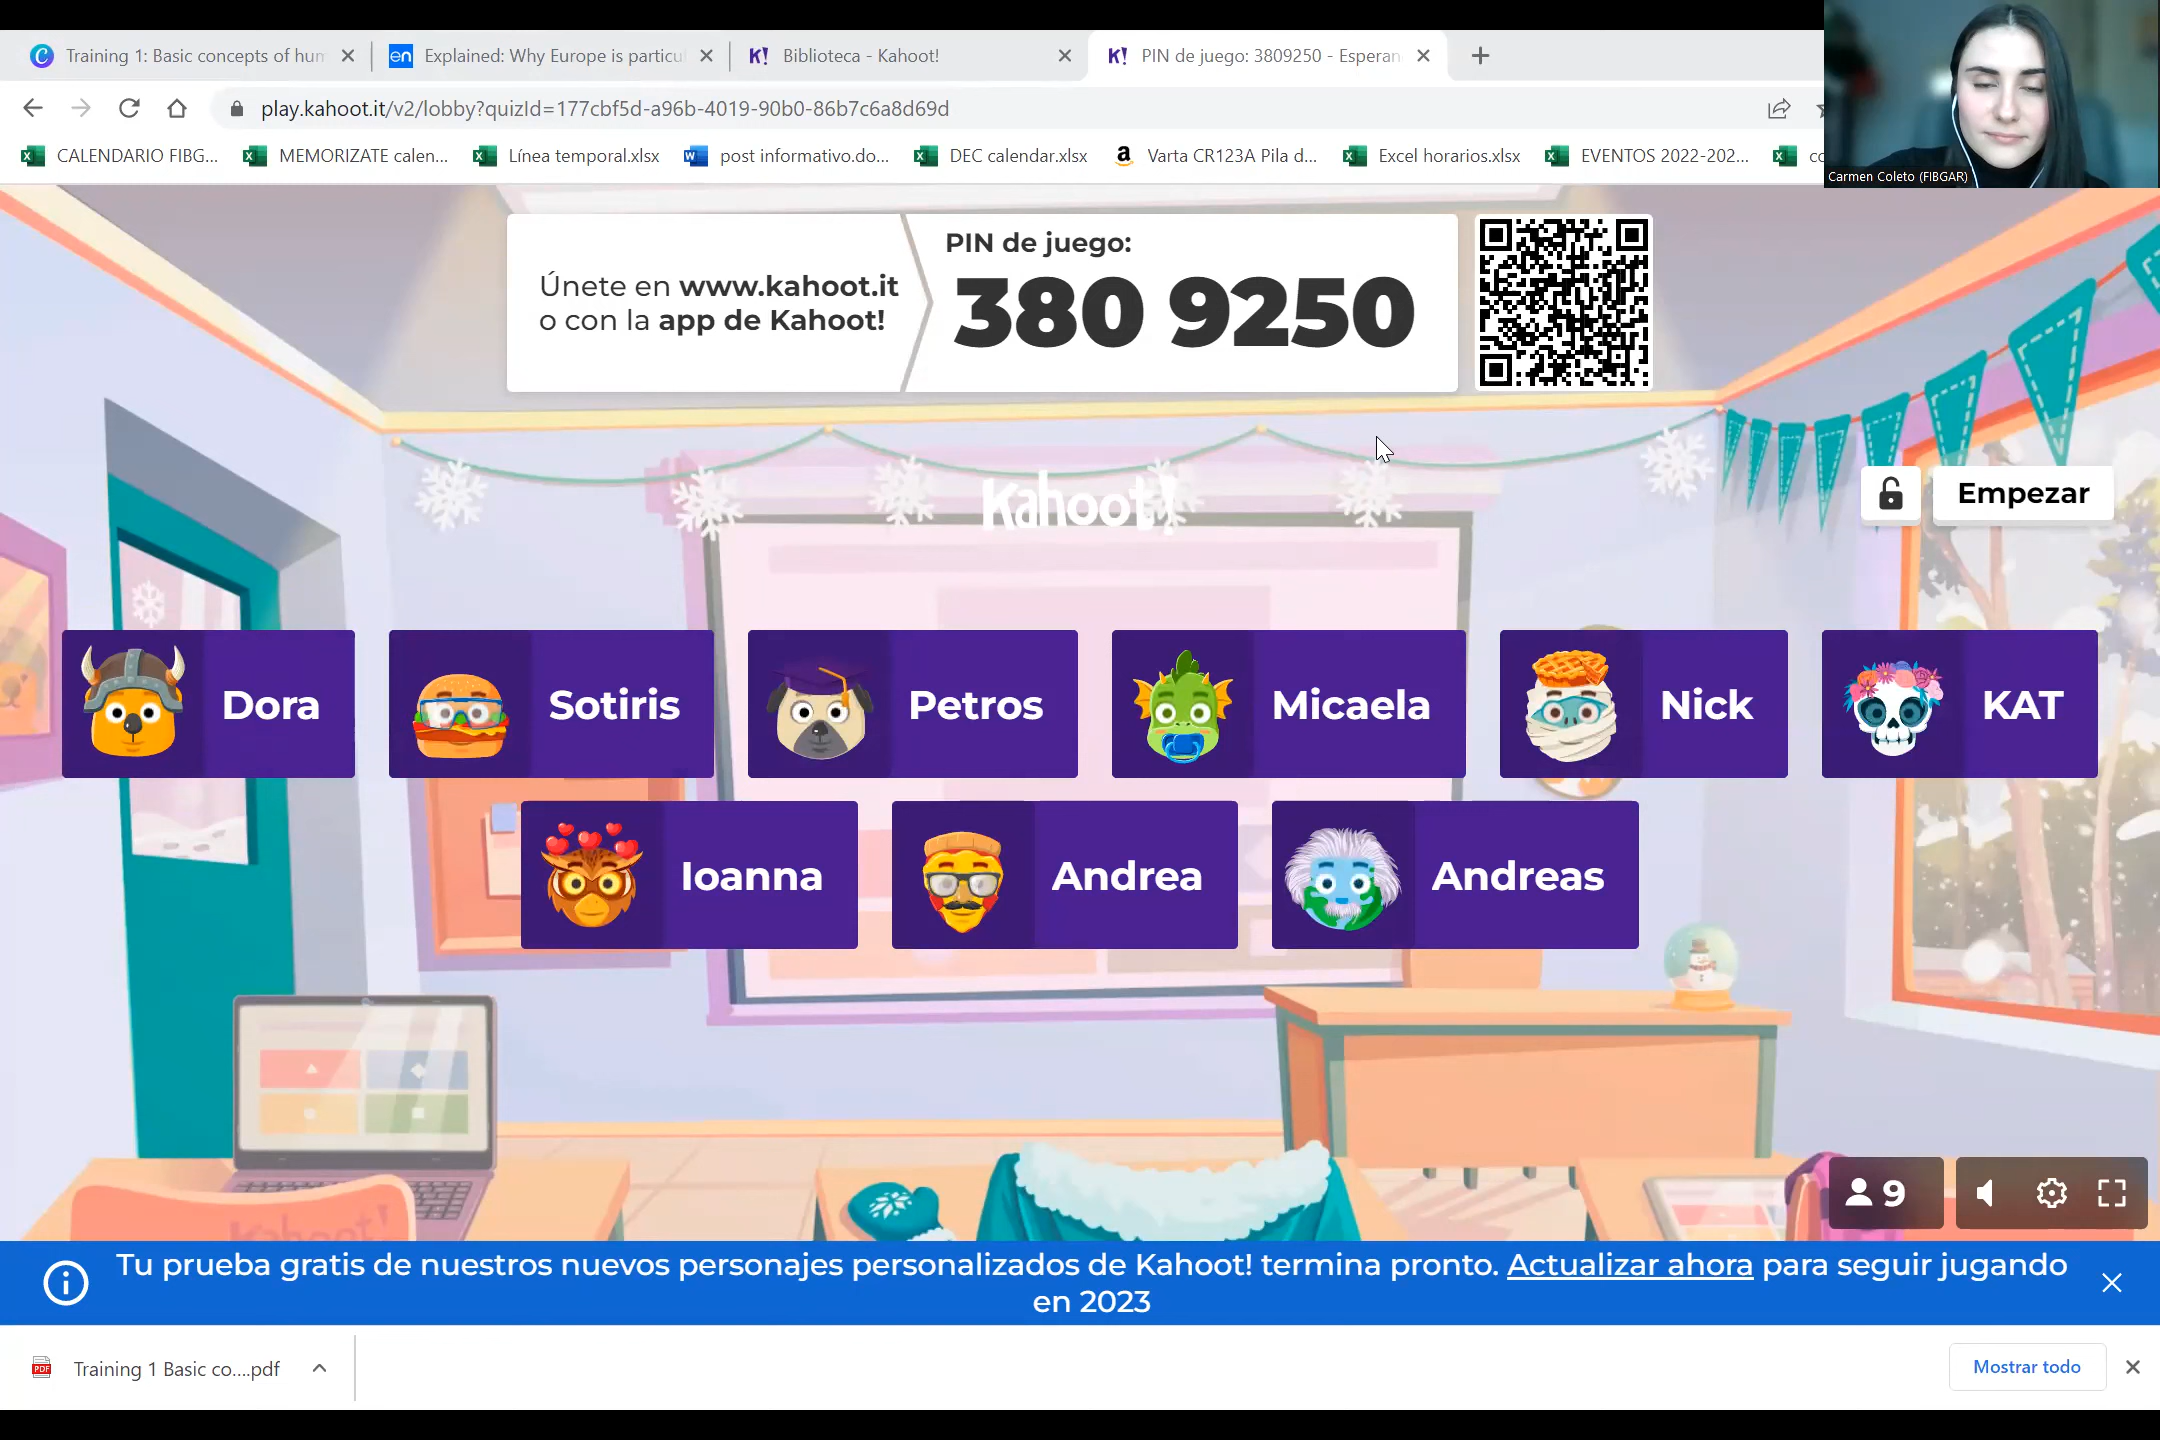 Training 1: Basic concepts of hum
Explained: Why Europe is particul
Biblioteca - Kahoot!
PIN de juego: 3809250 - Esperan
play.kahoot.it/v2/lobby?quizId=177cbf5d-a96b-4019-90b0-86b7c6a8d69d
CALENDARIO FIBG...
MEMORIZATE calen...
Línea temporal.xlsx
post informativo.do...
DEC calendar.xlsx
Varta CR123A Pila d...
Excel horarios.xlsx
EVENTOS 2022-202...
Carmen Coleto (FIBGAR)
Únete en www.kahoot.it
o con la app de Kahoot!
PIN de juego:
380 9250
Kahoot!
Empezar
Dora
Sotiris
Petros
Micaela
Nick
KAT
Ioanna
Andrea
Andreas
Kahoot!
9
Tu prueba gratis de nuestros nuevos personajes personalizados de Kahoot! termina pronto. Actualizar ahora para seguir jugando
en 2023
Training 1 Basic co....pdf
Mostrar todo